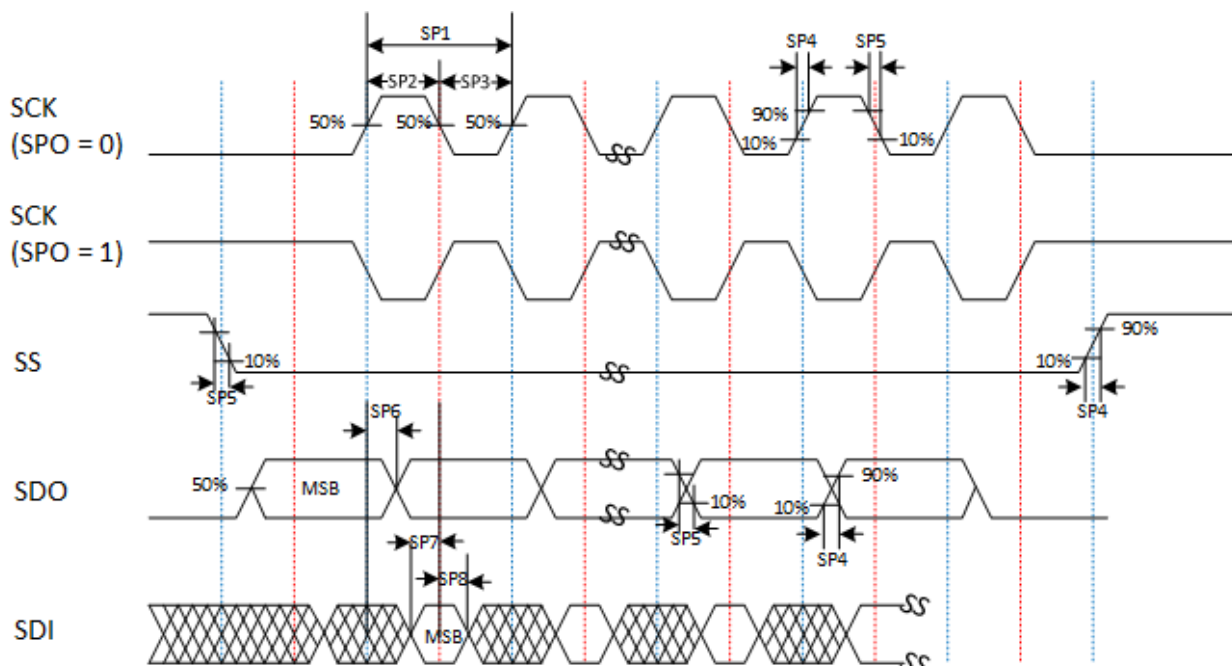 SP1
SP4 SP5
SP2 SP3
SCK
(SPO = 0)
50% 50% 50% 90% 10% 10%
SCK
(SPO = 1)
SS
10% 10% 90%
SP5 SP4
SP6
SDO
50% MSB 10% 10% 90%
SP5 SP4
SP7
SP8
SDI
MSB